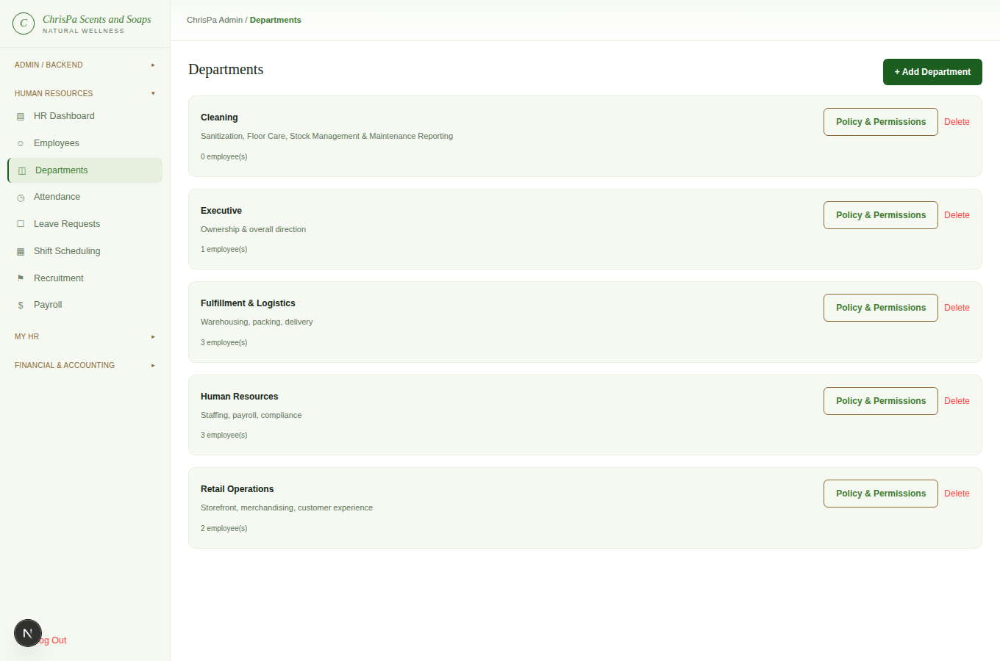 C
ChrisPa Scents and Soaps
NATURAL WELLNESS
ADMIN / BACKEND
HUMAN RESOURCES
HR Dashboard
Employees
Departments
Attendance
Leave Requests
Shift Scheduling
Recruitment
$ Payroll
MY HR
FINANCIAL & ACCOUNTING
N
og Out
ChrisPa Admin / Departments
Departments
+ Add Department
Cleaning
Sanitization, Floor Care, Stock Management & Maintenance Reporting
0 employee(s)
Policy & Permissions
Delete
Executive
Ownership & overall direction
1 employee(s)
Policy & Permissions
Delete
Fulfillment & Logistics
Warehousing, packing, delivery
3 employee(s)
Policy & Permissions
Delete
Human Resources
Staffing, payroll, compliance
3 employee(s)
Policy & Permissions
Delete
Retail Operations
Storefront, merchandising, customer experience
2 employee(s)
Policy & Permissions
Delete